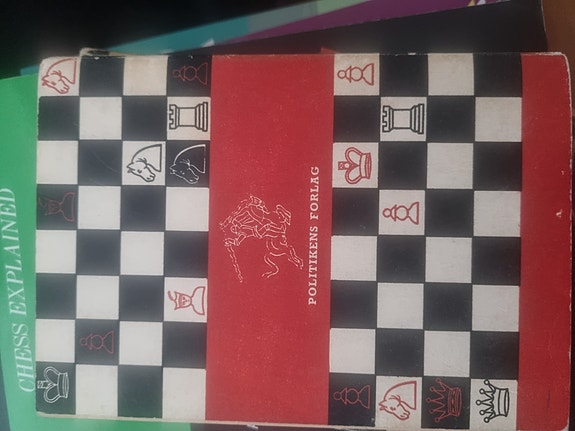 CHESS EXPLAINED
POLITIKENS FORLAG